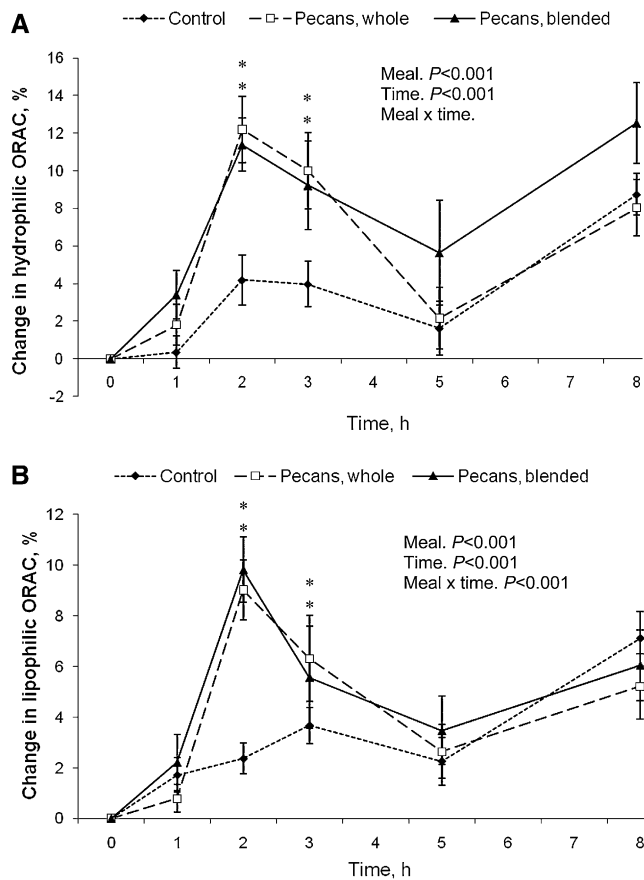 A
Control Pecans, whole Pecans, blended
Change in hydrophilic ORAC, %
16
14
12
10
8
6
4
2
0
-2
* *
* *
Meal. P<0.001
Time. P<0.001
Meal x time.
0 1 2 3 4 5 6 7 8
Time, h
B
Control Pecans, whole Pecans, blended
Change in lipophilic ORAC, %
12
10
8
6
4
2
0
* *
* *
Meal. P<0.001
Time. P<0.001
Meal x time. P<0.001
0 1 2 3 4 5 6 7 8
Time, h